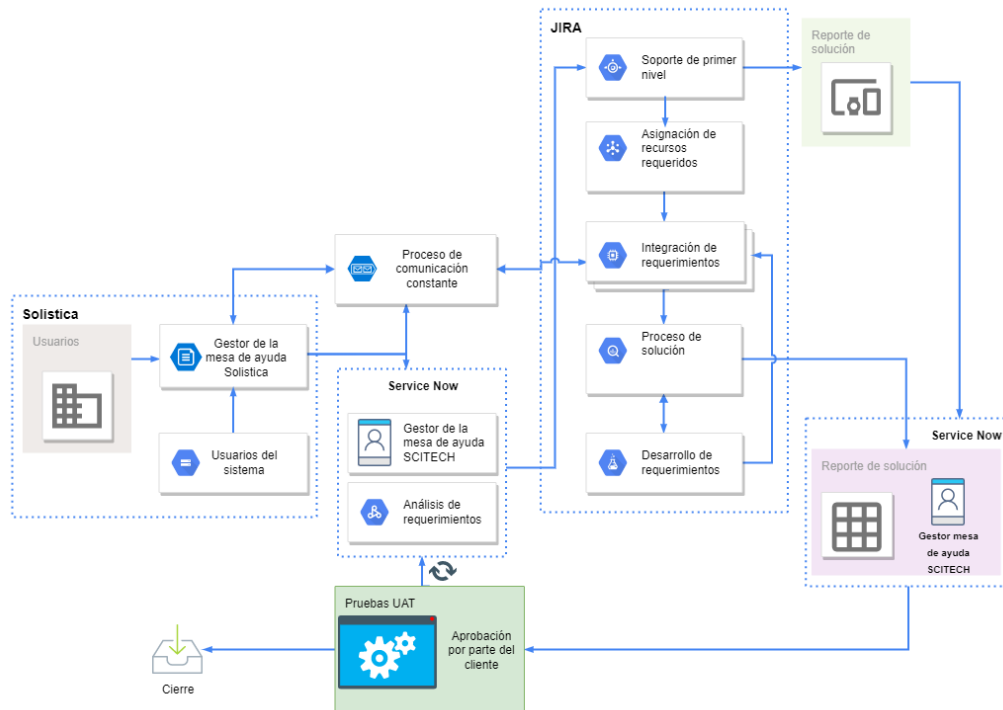 JIRA
Soporte de primer
nivel
Reporte de
solución
Asignación de
recursos
requeridos
Integración de
requerimientos
Proceso de
comunicación
constante
Solistica
Usuarios
Gestor de la
mesa de ayuda
Solistica
Usuarios del
sistema
Service Now
Gestor de la
mesa de ayuda
SCITECH
Análisis de
requerimientos
Proceso de
solución
Desarrollo de
requerimientos
Service Now
Reporte de solución
Gestor mesa
de ayuda
SCITECH
Pruebas UAT
Aprobación
por parte del
cliente
Cierre